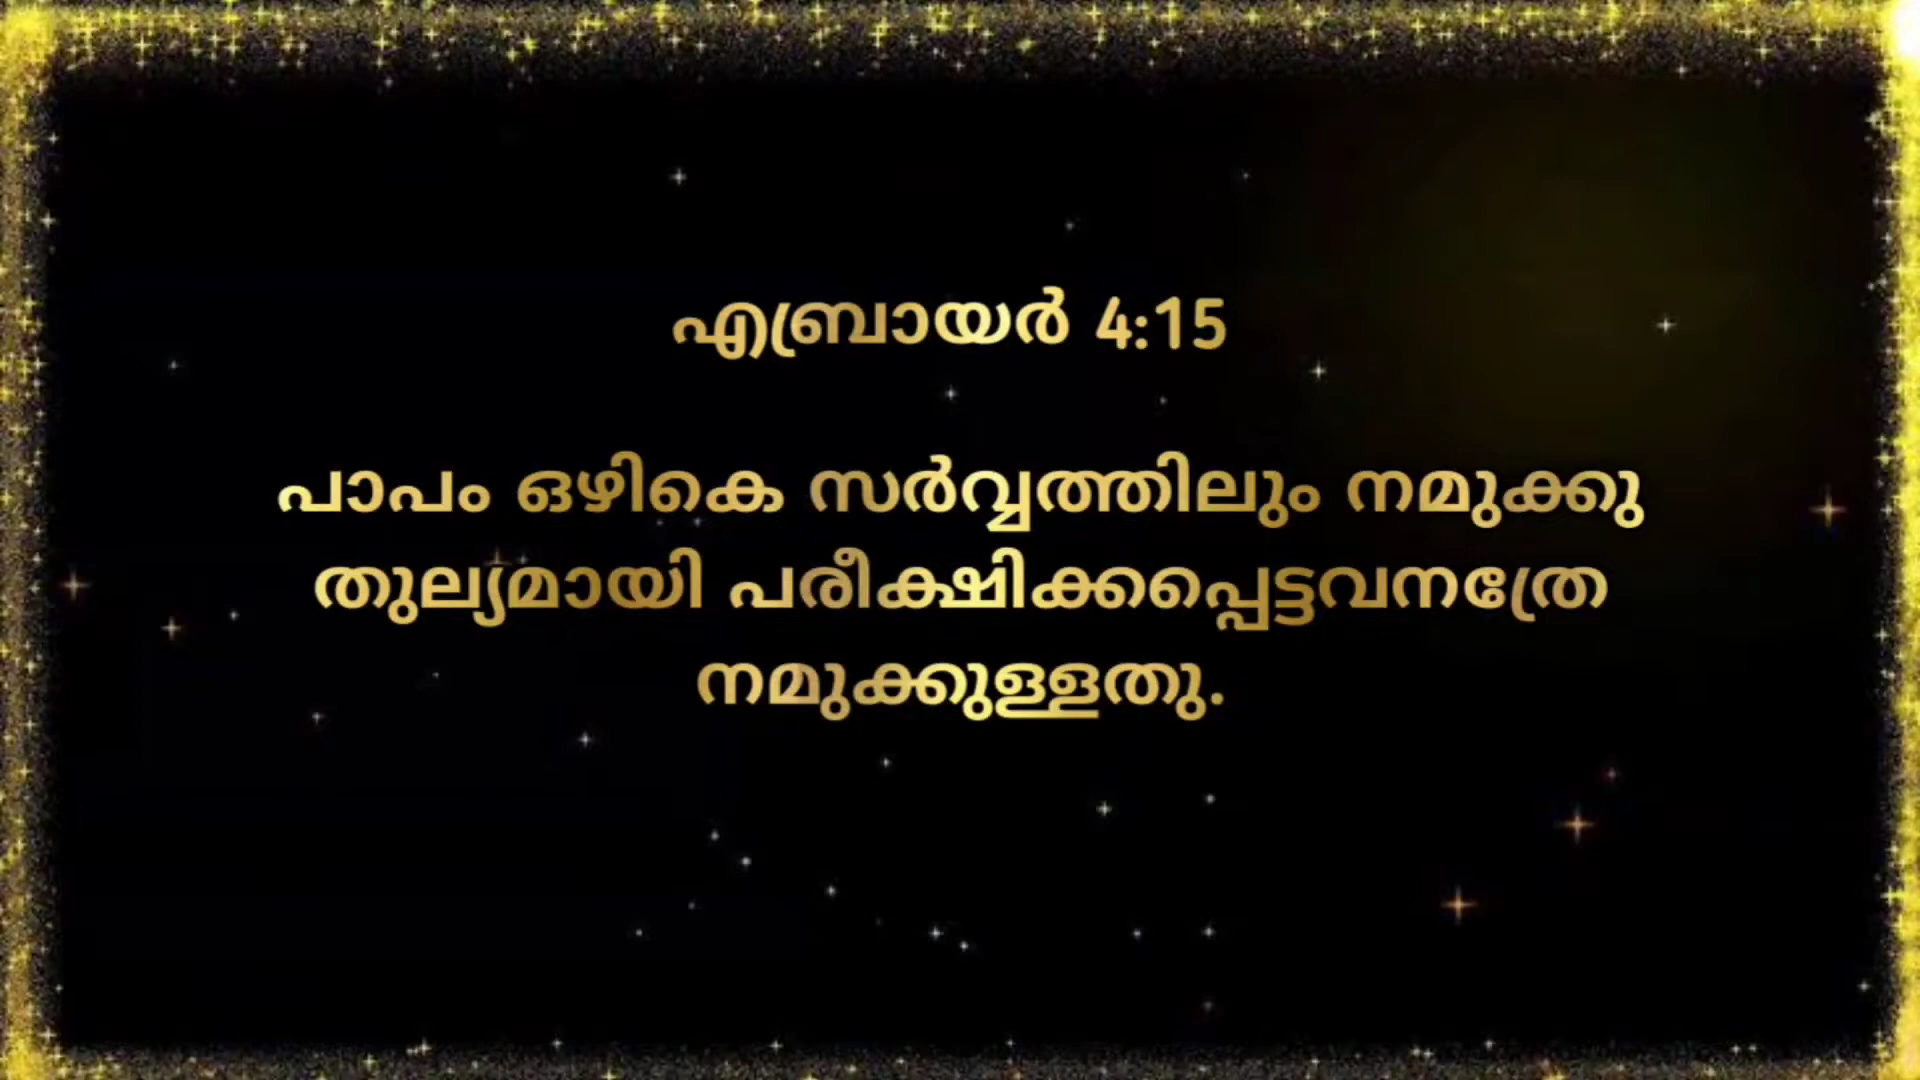 എബ്രായർ 4:15
പാപം ഒഴികെ സർവ്വത്തിലും നമുക്കു
തുല്യമായി പരീക്ഷിക്കപ്പെട്ടവനത്രേ
നമുക്കുള്ളതു.